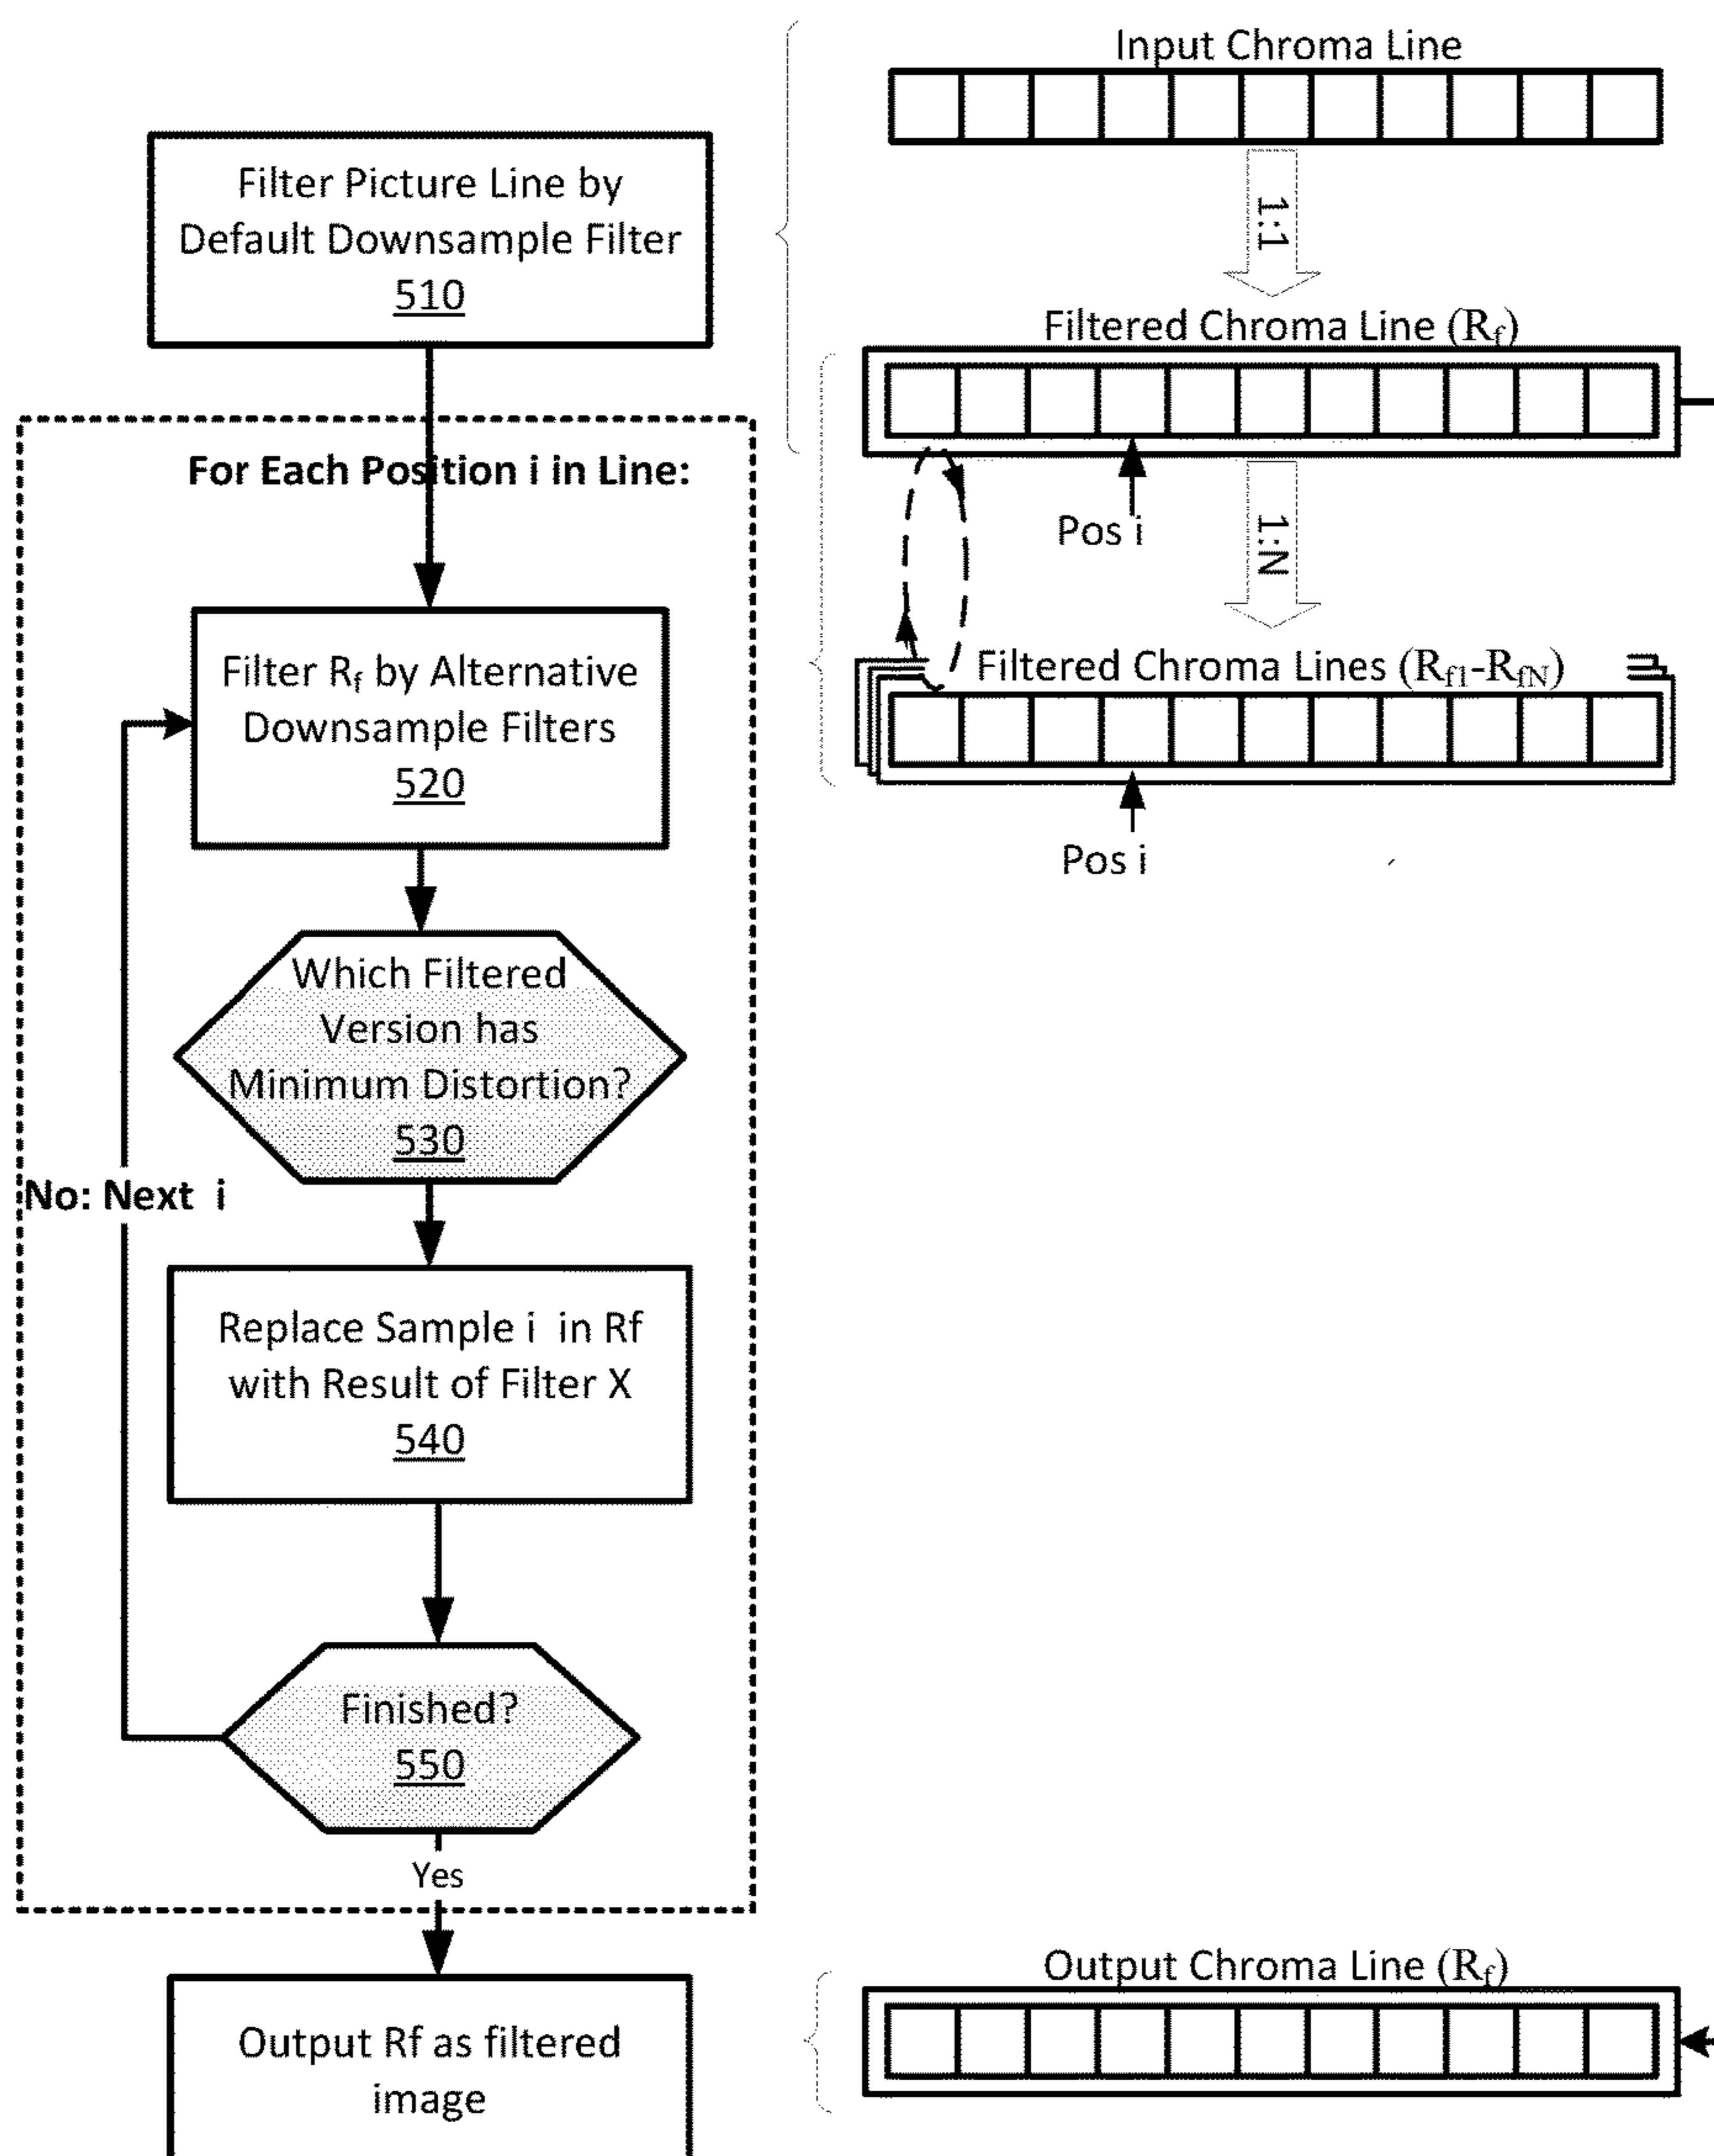 Filter Picture Line by
Default Downsample Filter
510
For Each Position i in Line:
Filter Rf by Alternative
Downsample Filters
520
Which Filtered
Version has
Minimum Distortion?
530
No: Next i
Replace Sample i in Rf
with Result of Filter X
540
Finished?
550
Yes
Output Rf as filtered
image
Input Chroma Line
1:1
Filtered Chroma Line (Rf)
Pos i
1:N
Filtered Chroma Lines (Rf1-RfN)
Pos i
Output Chroma Line (Rf)